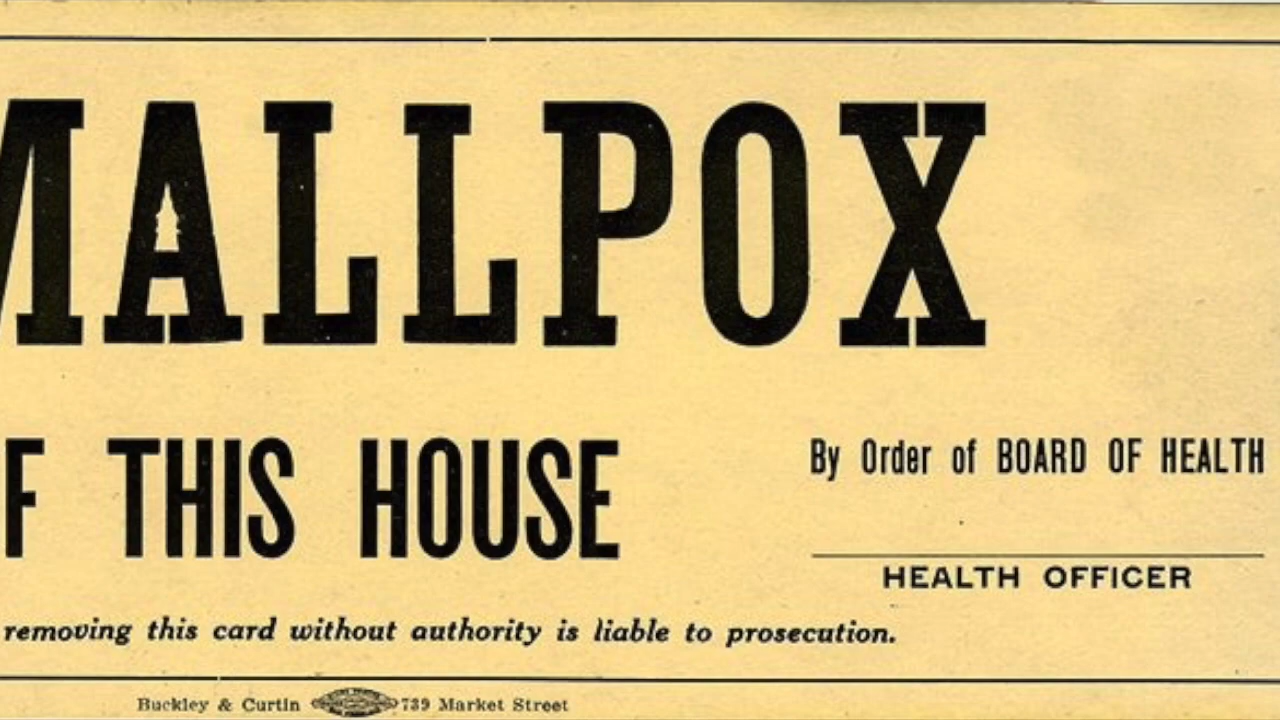 MALLPOX
F THIS HOUSE
By Order of BOARD OF HEALTH
HEALTH OFFICER
removing this card without authority is liable to prosecution.
Buckley & Curtin 739 Market Street